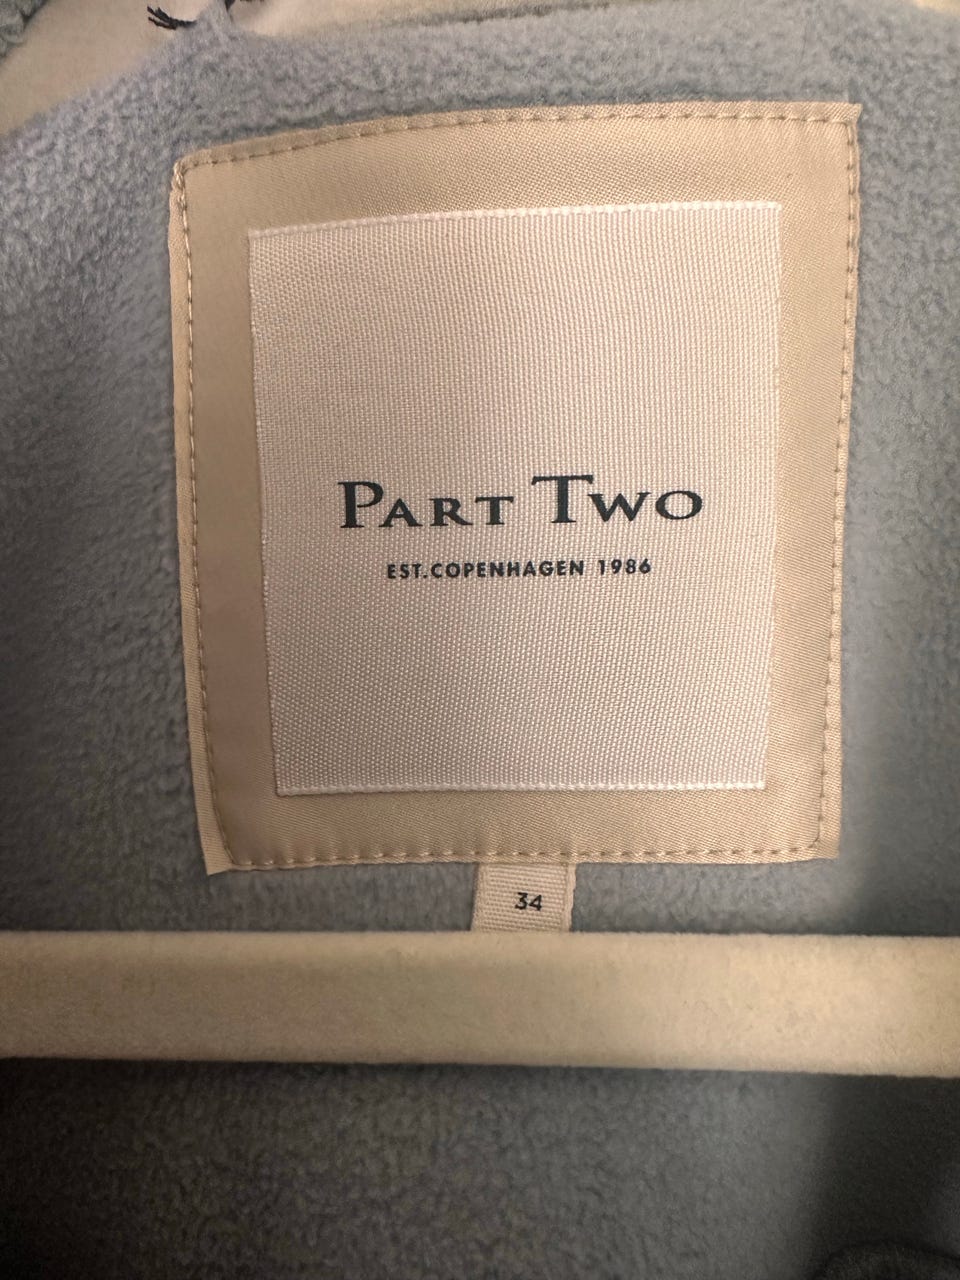 PART TWO
EST.COPENHAGEN 1986
34